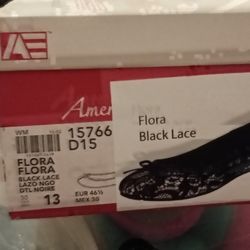 AE
Amer
WM
15766
D15
FLORA
FLORA
BLACK LACE
LAZO NGO
DTL NOIRE
13
EUR 46½
MEX 30
Flora
Black Lace